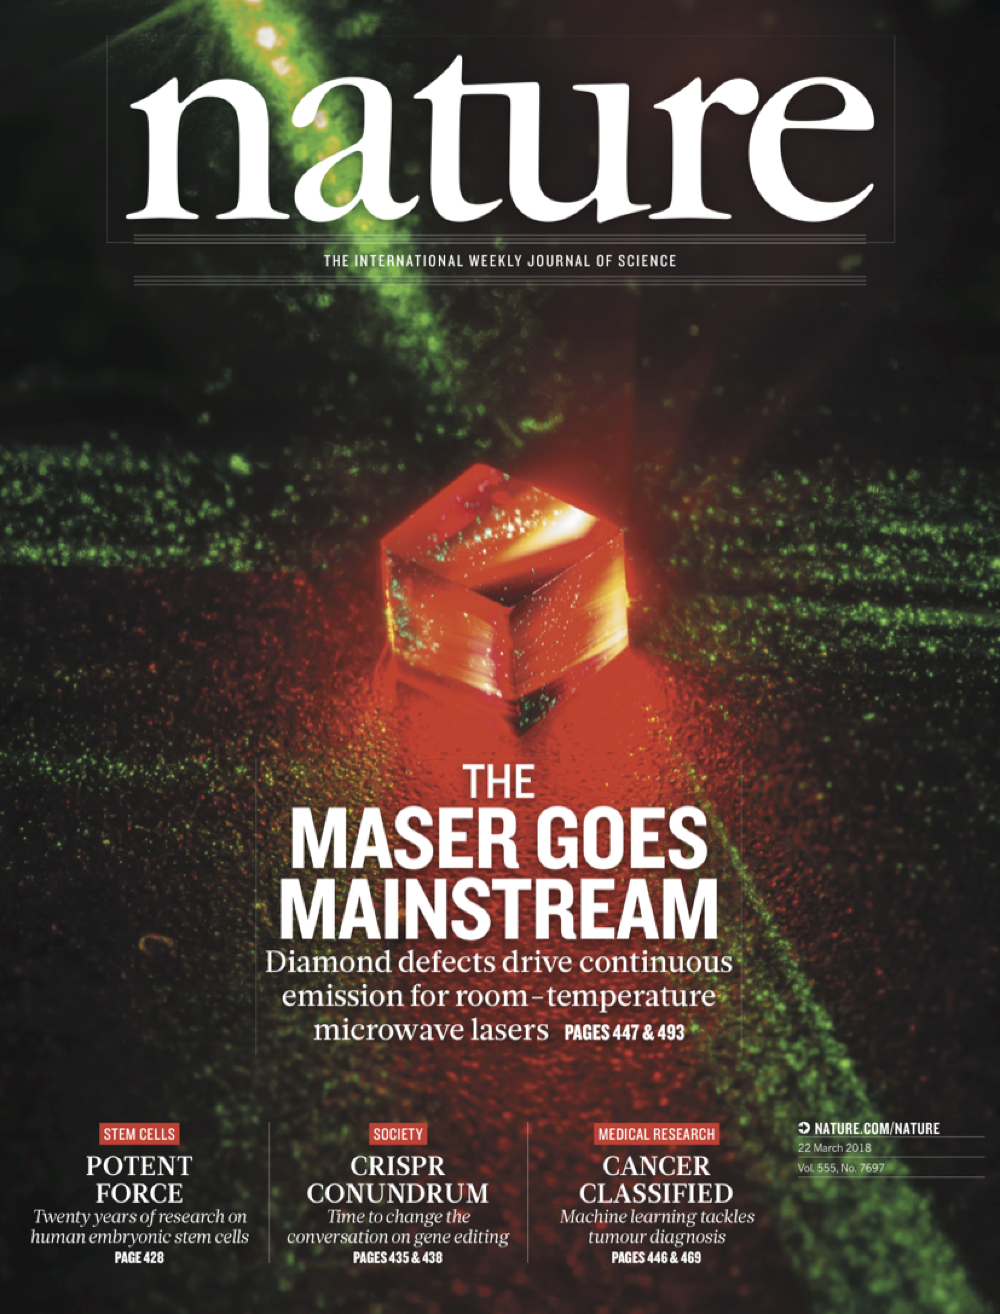 nature
THE INTERNATIONAL WEEKLY JOURNAL OF SCIENCE
THE
MASER GOES
MAINSTREAM
Diamond defects drive continuous
emission for room-temperature
microwave lasers PAGES 447 & 493
STEM CELLS
POTENT
FORCE
Twenty years of research on
human embryonic stem cells
PAGE 428
SOCIETY
CRISPR
CONUNDRUM
Time to change the
conversation on gene editing
PAGES 435 & 438
MEDICAL RESEARCH
CANCER
CLASSIFIED
Machine learning tackles
tumour diagnosis
PAGES 446 & 469
NATURE.COM/NATURE
22 March 2018
Vol. 555, No. 7697